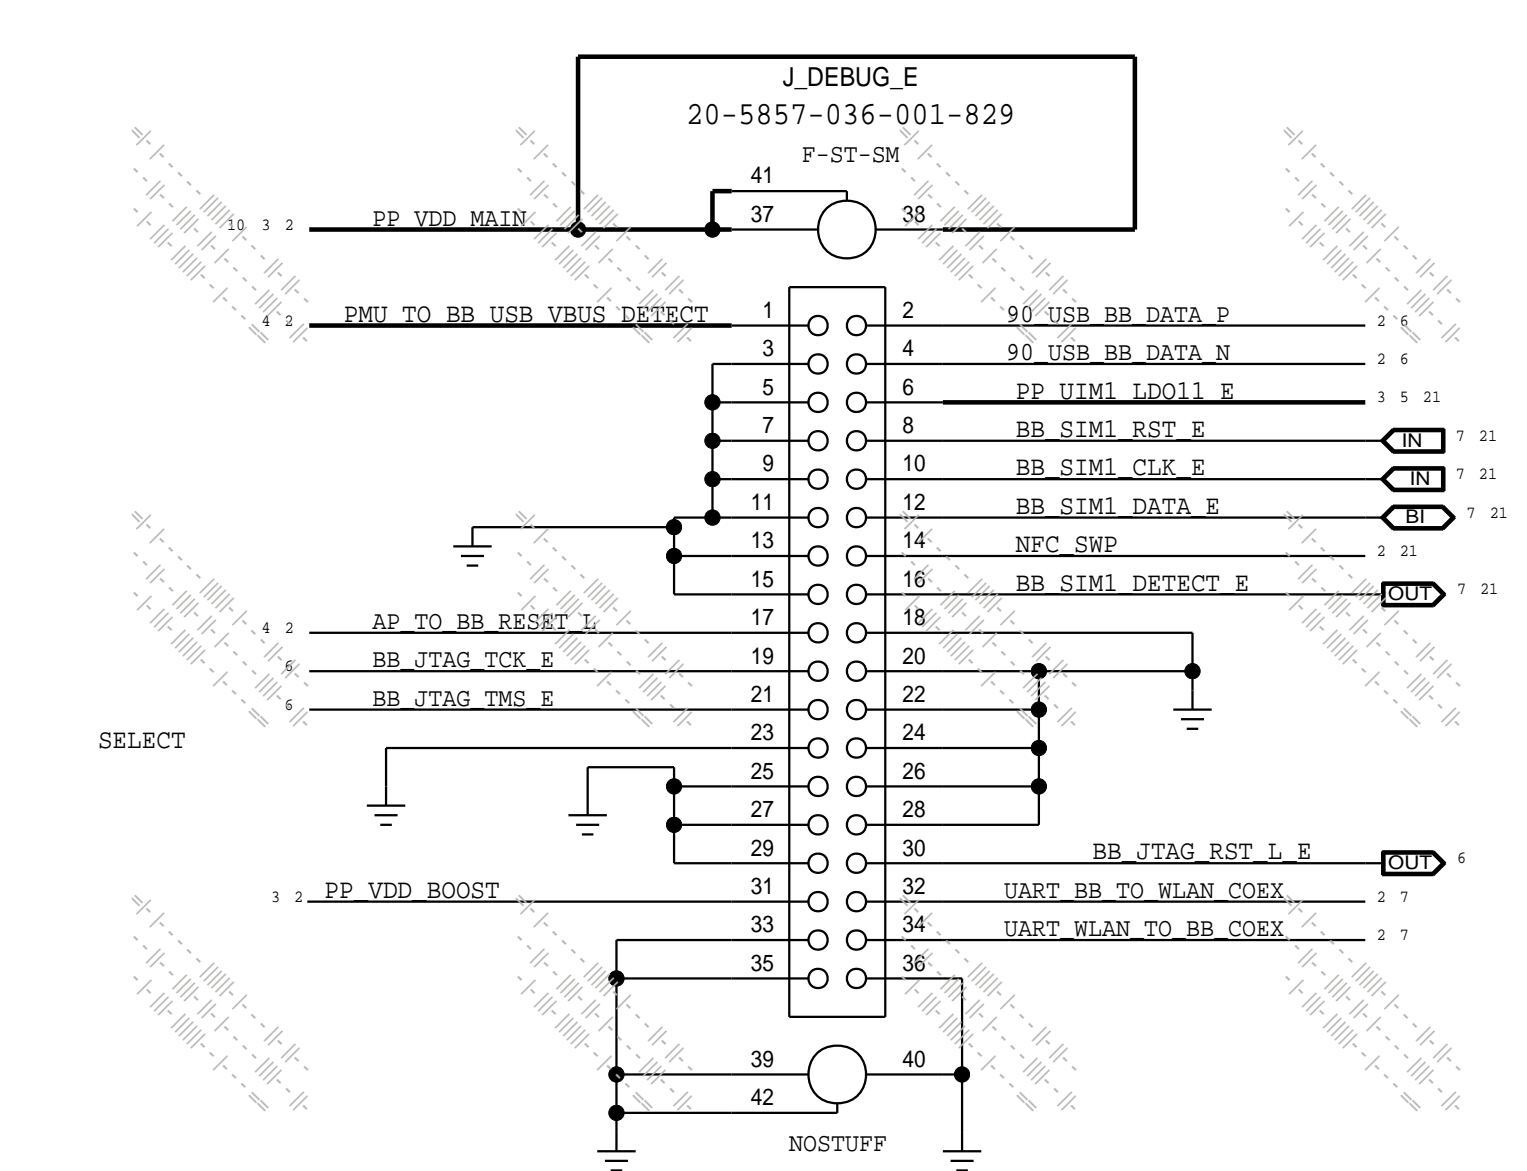 J_DEBUG_E
20-5857-036-001-829
F-ST-SM
41
10 3 2 PP_VDD_MAIN 37 38
4 2 PMU_TO_BB_USB_VBUS_DETECT 1 2 90_USB_BB_DATA_P 2 6
3 4 90_USB_BB_DATA_N 2 6
5 6 PP_UIM1_LDO11_E 3 5 21
7 8 BB_SIM1_RST_E IN 7 21
9 10 BB_SIM1_CLK_E IN 7 21
11 12 BB_SIM1_DATA_E BI 7 21
13 14 NFC_SWP 2 21
15 16 BB_SIM1_DETECT_E OUT 7 21
4 2 AP_TO_BB_RESET_L 17 18
6 BB_JTAG_TCK_E 19 20
6 BB_JTAG_TMS_E 21 22
SELECT 23 24
25 26
27 28
29 30 BB_JTAG_RST_L_E OUT 6
3 2 PP_VDD_BOOST 31 32 UART_BB_TO_WLAN_COEX 2 7
33 34 UART_WLAN_TO_BB_COEX 2 7
35 36
39 40
42
NOSTUFF